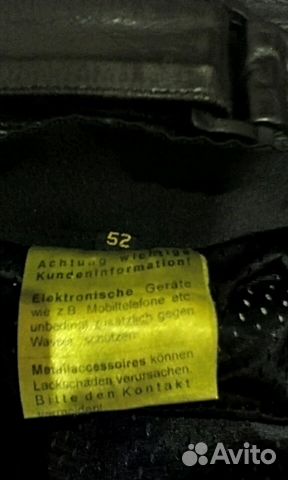 52
Achtung wichtige
Kundeninformation!
Elektronische Geräte
wie z.B. Mobiltelefone etc.
unbedingt zusätzlich gegen
Wasser schützen!
Metallaccessoires können
Lackschäden verursachen.
Bitte den Kontakt
vermeiden!
Avito